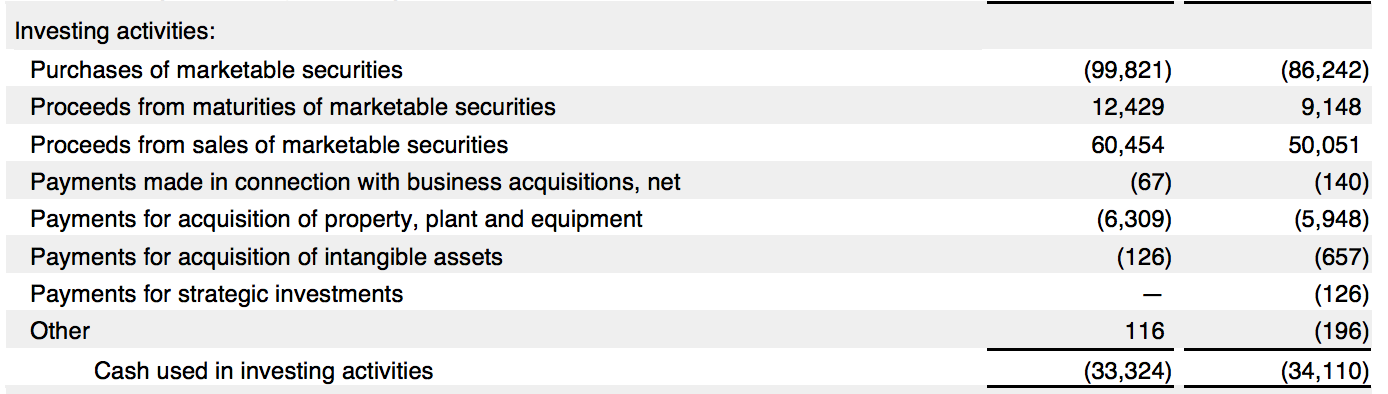 Investing activities:
Purchases of marketable securities (99,821) (86,242)
Proceeds from maturities of marketable securities 12,429 9,148
Proceeds from sales of marketable securities 60,454 50,051
Payments made in connection with business acquisitions, net (67) (140)
Payments for acquisition of property, plant and equipment (6,309) (5,948)
Payments for acquisition of intangible assets (126) (657)
Payments for strategic investments — (126)
Other 116 (196)
Cash used in investing activities (33,324) (34,110)